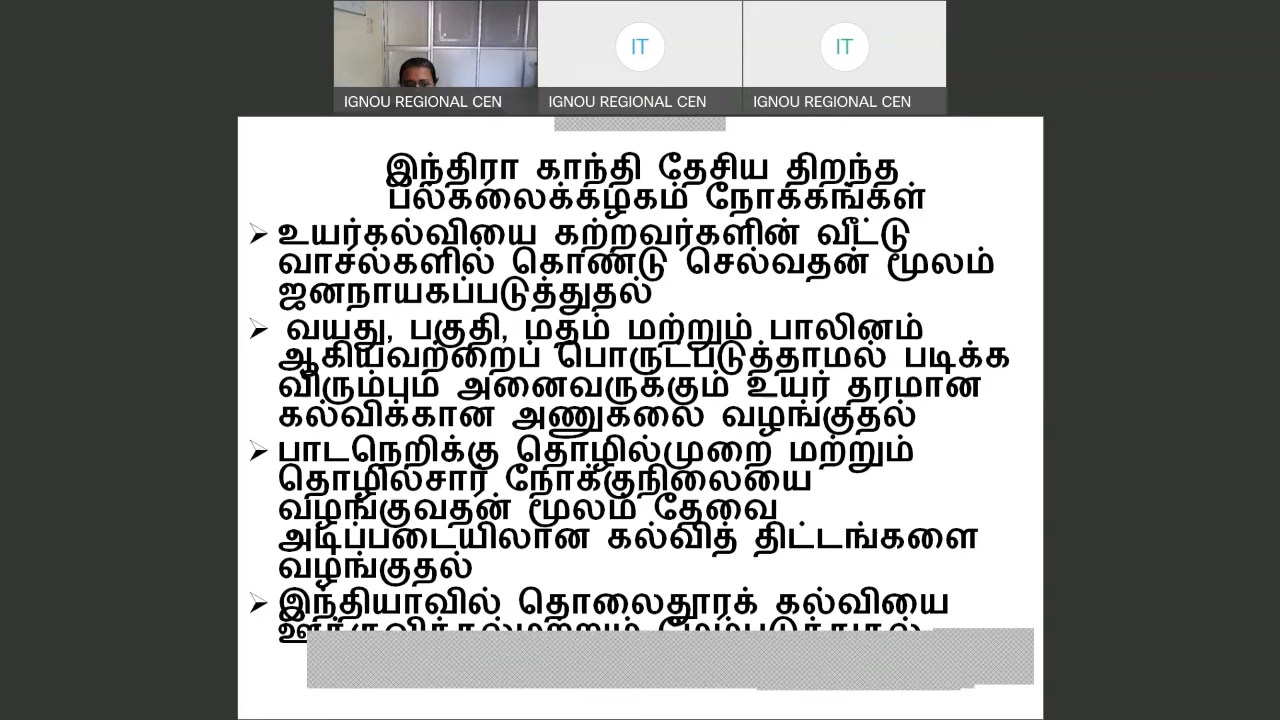 IT
IT
IGNOU REGIONAL CEN
IGNOU REGIONAL CEN
IGNOU REGIONAL CEN
இந்திரா காந்தி தேசிய திறந்த
பல்கலைக்கழகம் நோக்கங்கள்
உயர்கல்வியை கற்றவர்களின் வீட்டு
வாசல்களில் கொண்டு செல்வதன் மூலம்
ஜனநாயகப்படுத்துதல்
வயது, பகுதி, மதம் மற்றும் பாலினம்
ஆகியவற்றைப் பொருட்படுத்தாமல் படிக்க
விரும்பும் அனைவருக்கும் உயர் தரமான
கல்விக்கான அணுகலை வழங்குதல்
பாடநெறிக்கு தொழில்முறை மற்றும்
தொழில்சார் நோக்குநிலையை
வழங்குவதன் மூலம் தேவை
அடிப்படையிலான கல்வித் திட்டங்களை
வழங்குதல்
இந்தியாவில் தொலைதூரக் கல்வியை